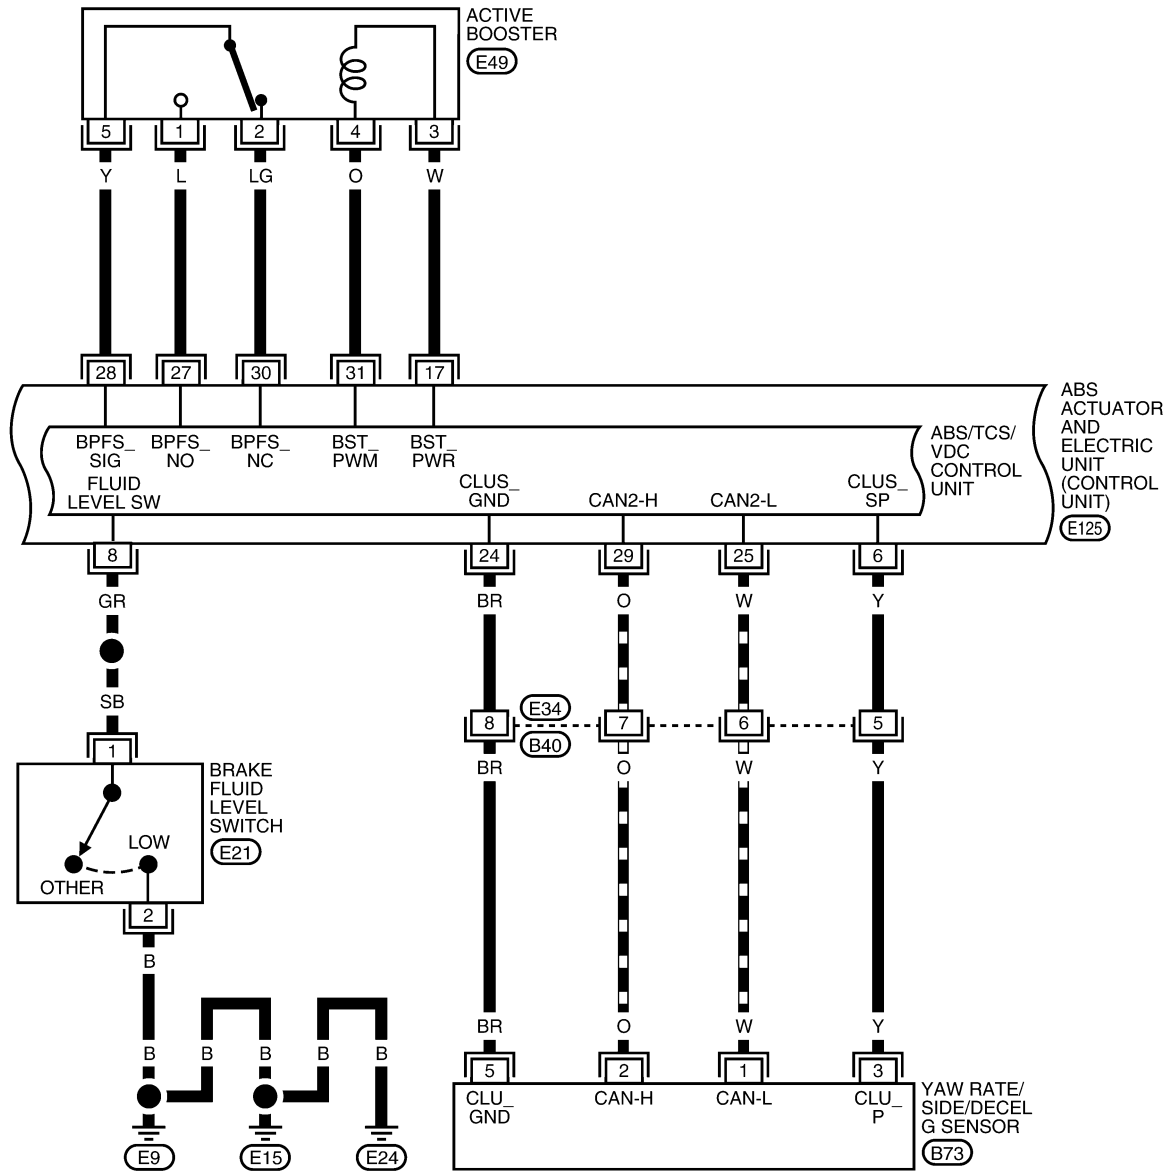 ACTIVE
BOOSTER
E49
5 1 2 4 3
Y L LG O W
28 27 30 31 17
BPFS_
SIG
BPFS_
NO
BPFS_
NC
BST_
PWM
BST_
PWR
ABS/TCS/
VDC
CONTROL
UNIT
ABS
ACTUATOR
AND
ELECTRIC
UNIT
(CONTROL
UNIT)
E125
FLUID
LEVEL SW
CLUS_
GND
CAN2-H
CAN2-L
CLUS_
SP
8 24 29 25 6
GR BR O W Y
SB
E34
8 7 6 5
B40
BR O W Y
1
BRAKE
FLUID
LEVEL
SWITCH
E21
LOW
OTHER
2
B
BR O W Y
B B B B B
5 2 1 3
CLU_
GND
CAN-H
CAN-L
CLU_
P
YAW RATE/
SIDE/DECEL
G SENSOR
B73
E9 E15 E24